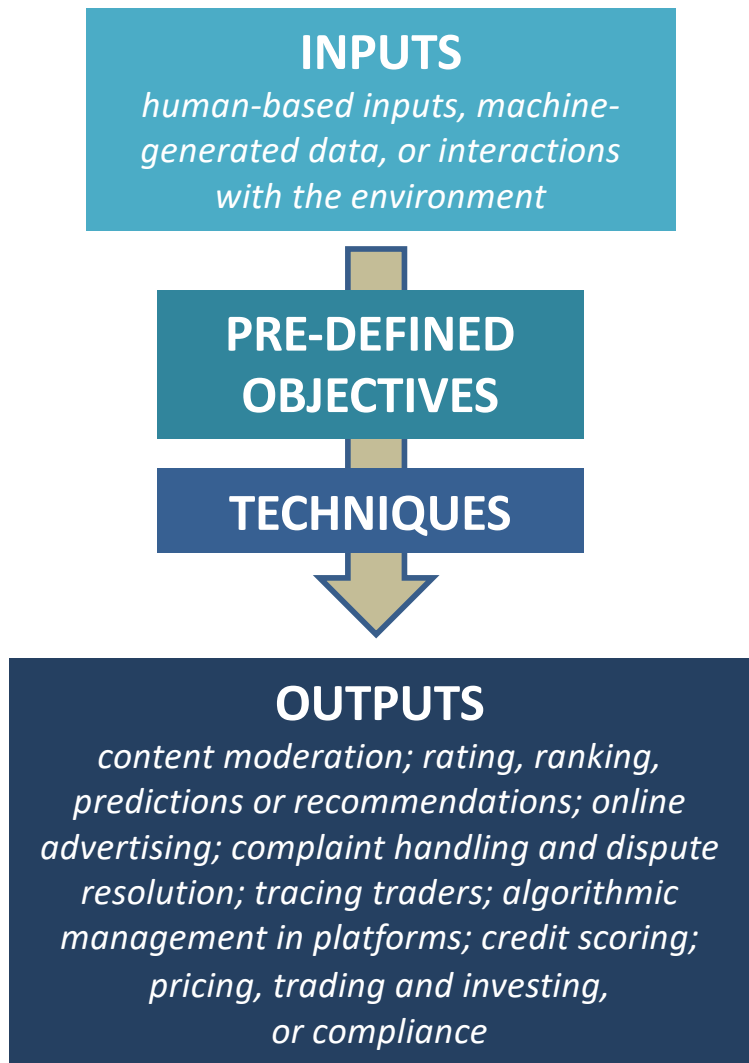 INPUTS
human-based inputs, machine-
generated data, or interactions
with the environment
PRE-DEFINED
OBJECTIVES
TECHNIQUES
OUTPUTS
content moderation; rating, ranking,
predictions or recommendations; online
advertising; complaint handling and dispute
resolution; tracing traders; algorithmic
management in platforms; credit scoring;
pricing, trading and investing,
or compliance